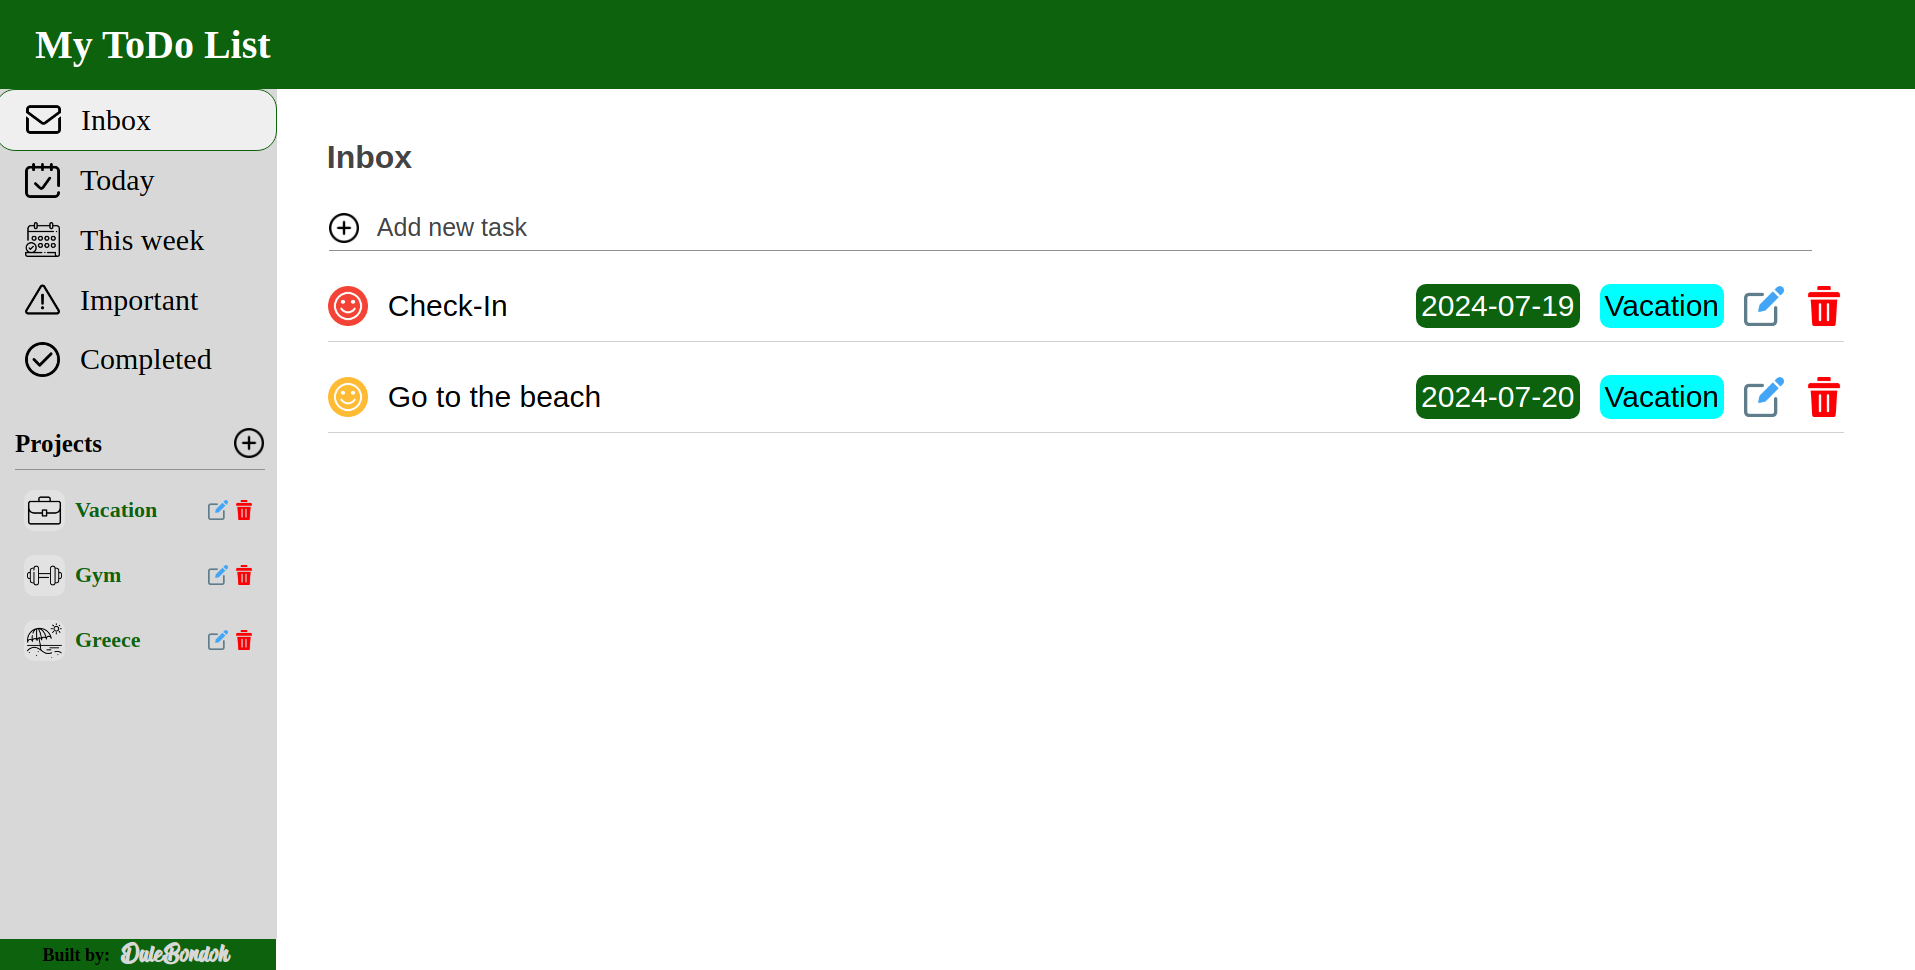 My ToDo List
Inbox
Today
This week
Important
Completed
Projects
Vacation
Gym
Greece
Built by: DuleBondoh
Inbox
Add new task
Check-In 2024-07-19 Vacation
Go to the beach 2024-07-20 Vacation